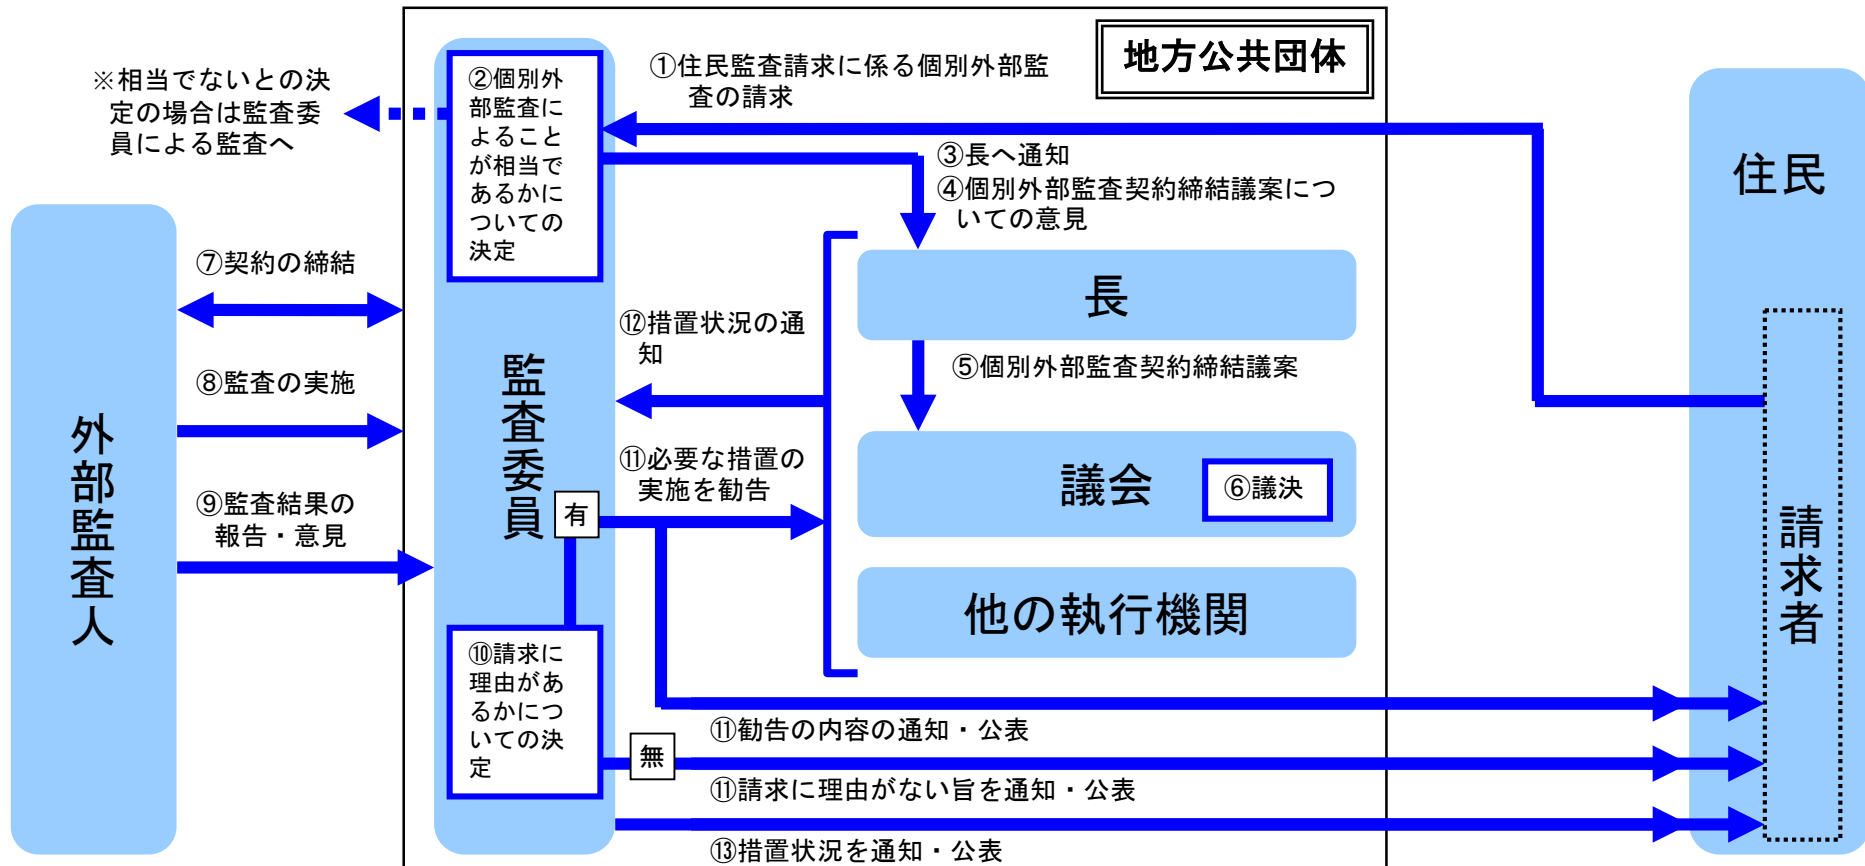 地方公共団体
※相当でないとの決
定の場合は監査委
員による監査へ
②個別外
部監査に
よること
が相当で
あるかに
ついての
決定
①住民監査請求に係る個別外部監
査の請求
③長へ通知
④個別外部監査契約締結議案につ
いての意見
住民
⑦契約の締結
長
⑫措置状況の通
知
⑤個別外部監査契約締結議案
⑧監査の実施
監査委員
外部監査人
⑪必要な措置の
実施を勧告
議会
⑥議決
⑨監査結果の
報告・意見
有
請求者
他の執行機関
⑩請求に
理由があ
るかにつ
いての決
定
⑪勧告の内容の通知・公表
無
⑪請求に理由がない旨を通知・公表
⑬措置状況を通知・公表